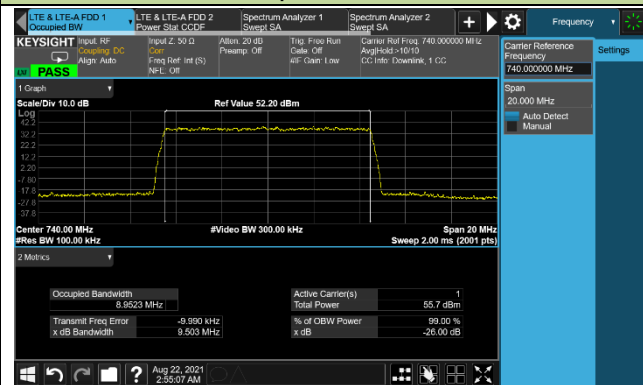 LTE & LTE-A FDD 1
Occupied BW
LTE & LTE-A FDD 2
Power Stat CCDF
Spectrum Analyzer 1
Swept SA
Spectrum Analyzer 2
Swept SA
Frequency
KEYSIGHT
Input: RF
Coupling: DC
Align: Auto
Input Z: 50 Ω
Corr
Freq Ref: Int (S)
NFE: Off
Atten: 20 dB
Preamp: Off
Trig: Free Run
Gate: Off
#IF Gain: Low
Carrier Ref Freq: 740.000000 MHz
Avg|Hold:>10/10
CC Info: Downlink, 1 CC
PASS
Carrier Reference
Frequency
740.000000 MHz
Settings
Span
20.000 MHz
Auto Detect
Manual
1 Graph
Scale/Div 10.0 dB
Ref Value 52.20 dBm
Log
42.2
32.2
22.2
12.2
2.20
-7.80
-17.8
-27.8
-37.8
Center 740.00 MHz
#Video BW 300.00 kHz
Span 20 MHz
#Res BW 100.00 kHz
Sweep 2.00 ms (2001 pts)
2 Metrics
Occupied Bandwidth
8.9523 MHz
Active Carrier(s) 1
Total Power 55.7 dBm
Transmit Freq Error -9.990 kHz
x dB Bandwidth 9.503 MHz
% of OBW Power 99.00 %
x dB -26.00 dB
?
Aug 22, 2021
2:55:07 AM